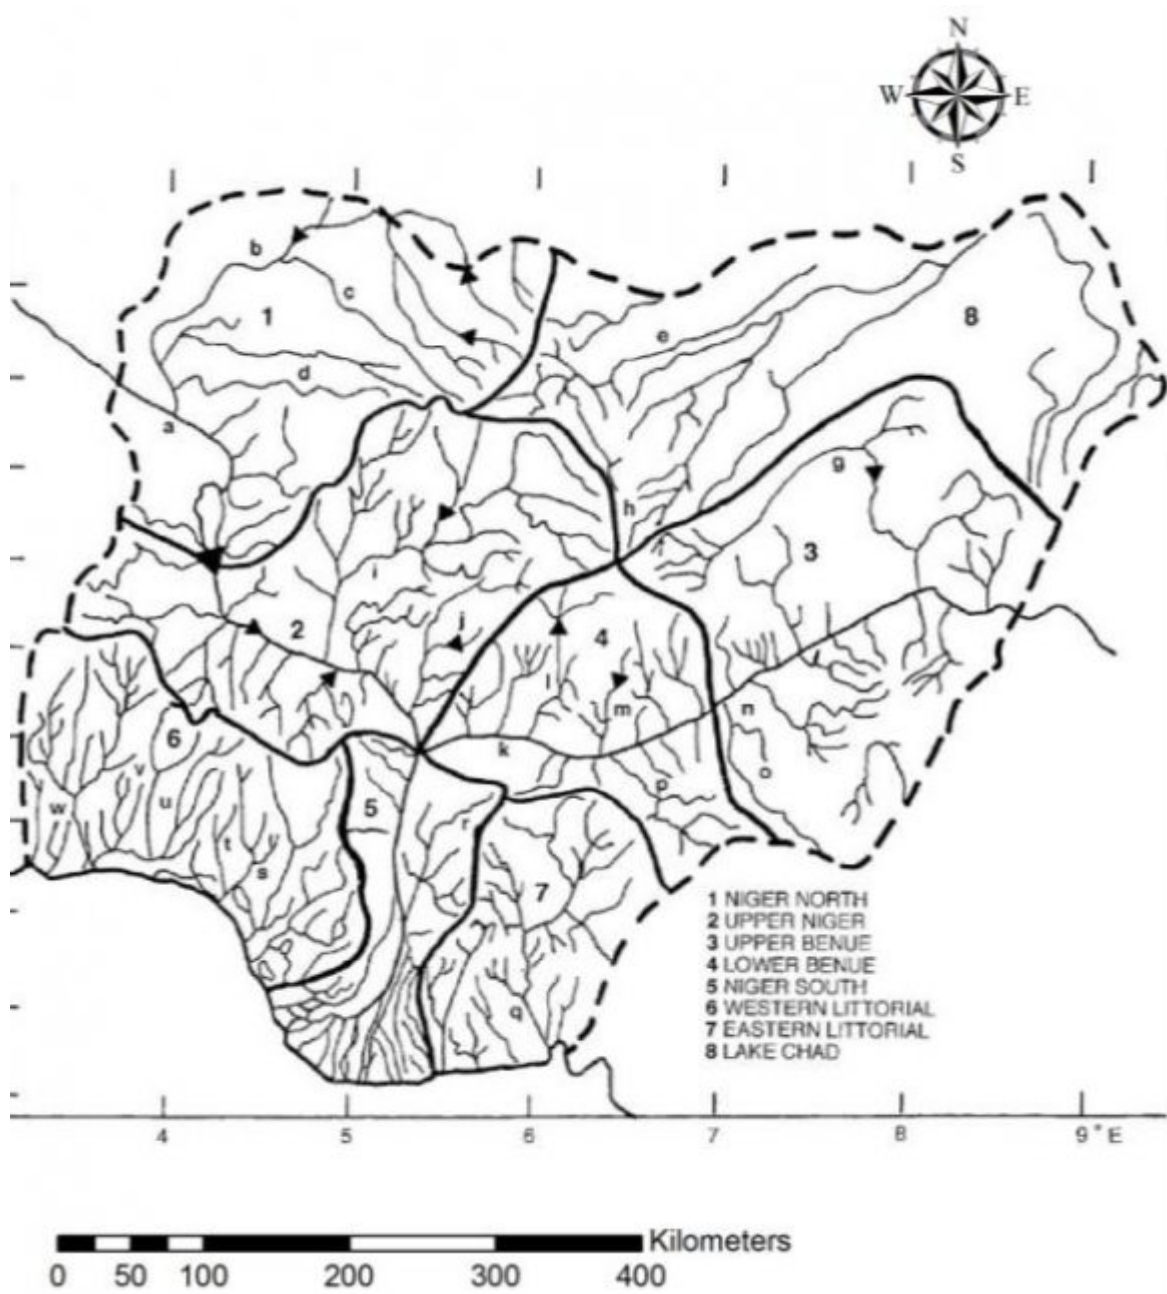 N
W E
S
b
c
1
8
e
d
a
g
h
3
i
j
2
4
l
m
n
k
6
o
v
p
w
u
5
r
t
s
7
q
1 NIGER NORTH
2 UPPER NIGER
3 UPPER BENUE
4 LOWER BENUE
5 NIGER SOUTH
6 WESTERN LITTORIAL
7 EASTERN LITTORIAL
8 LAKE CHAD
4 5 6 7 8 9° E
Kilometers
0 50 100 200 300 400